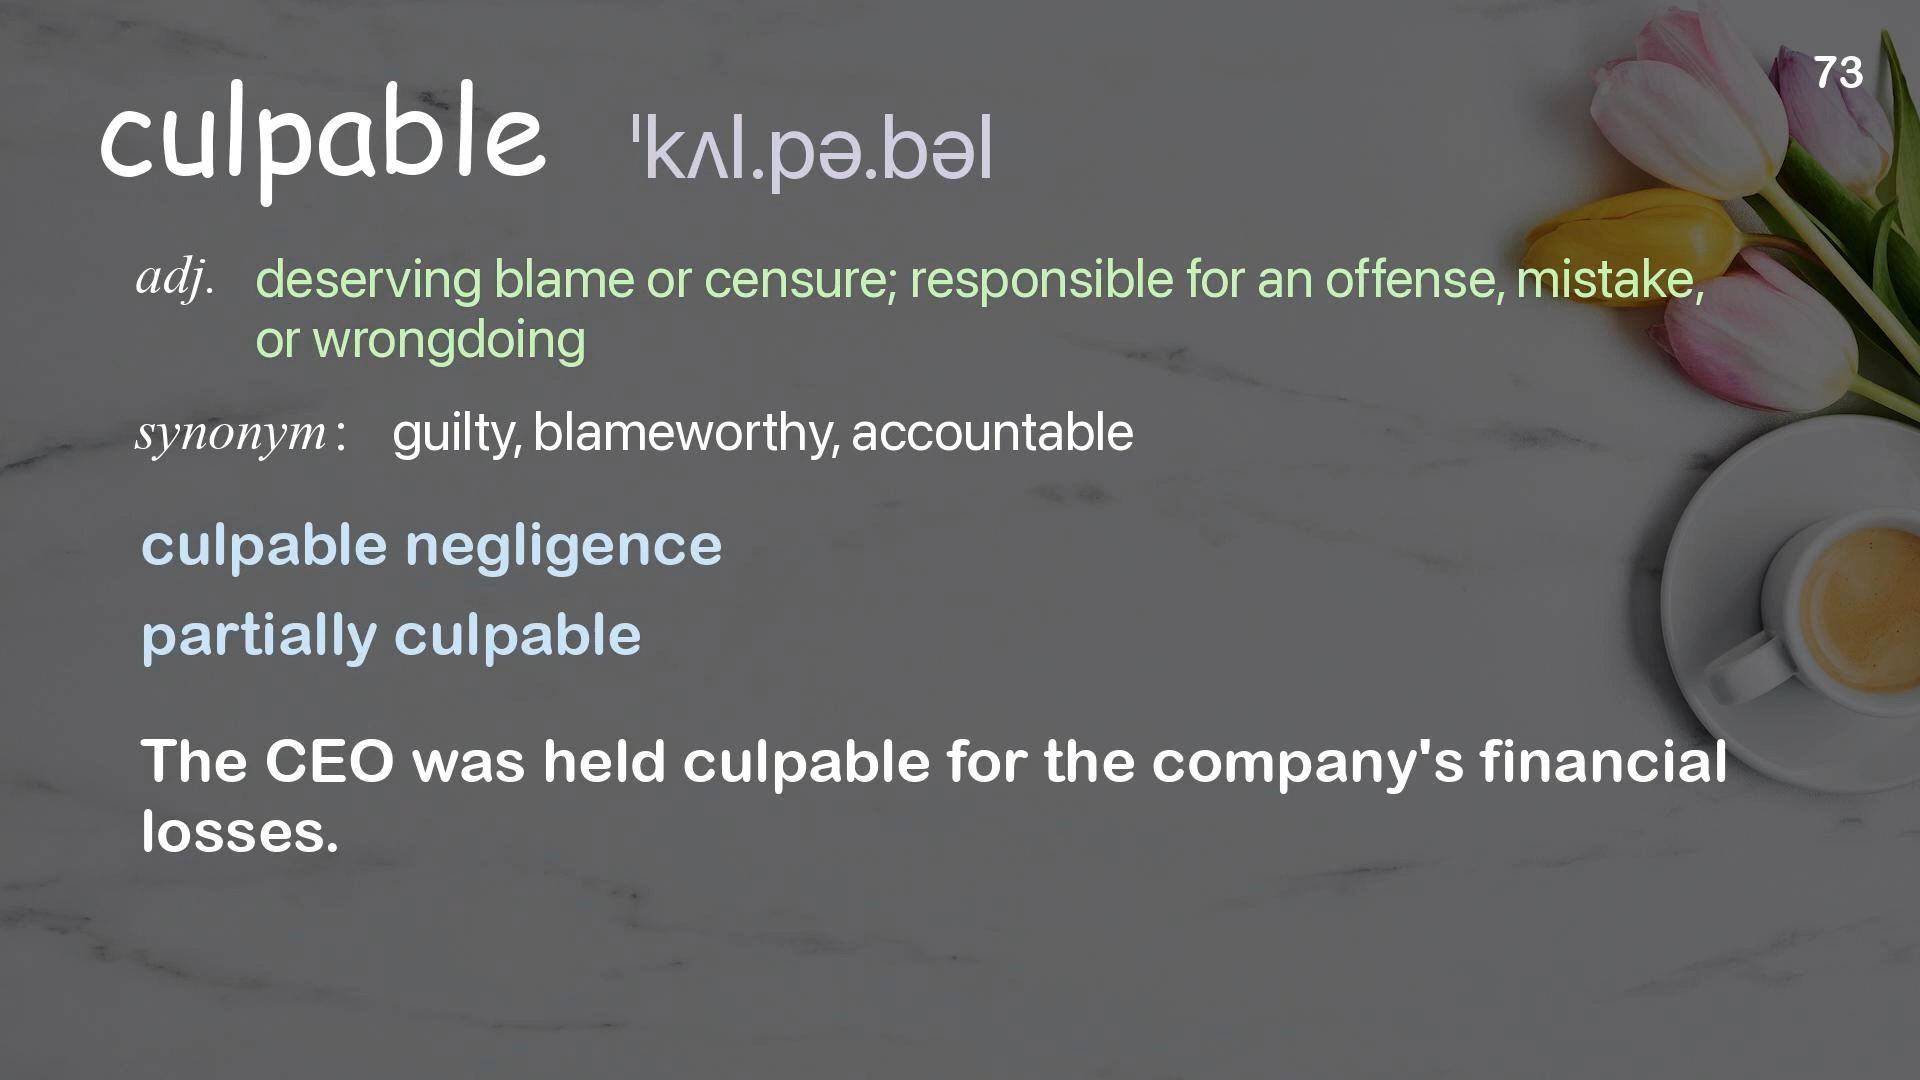 73
culpable ˈkʌl.pə.bəl
adj. deserving blame or censure; responsible for an offense, mistake,
or wrongdoing
synonym: guilty, blameworthy, accountable
culpable negligence
partially culpable
The CEO was held culpable for the company's financial
losses.